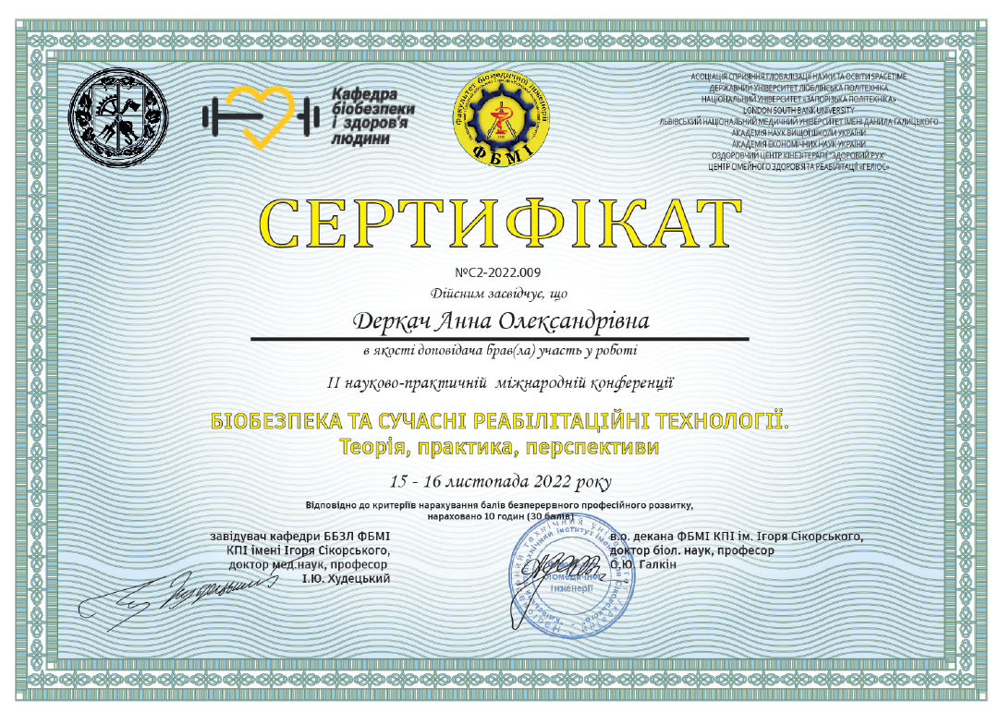 Кафедра
біобезпеки
і здоров'я
людини
Факультет біомедичної інженерії
ФБМІ
АСОЦІАЦІЯ СПРИЯННЯ ГЛОБАЛІЗАЦІЇ НАУКИ ТА ОСВІТИ SPACETIME
ДЕРЖАВНИЙ УНІВЕРСИТЕТ ЛЮБЛІНСЬКА ПОЛІТЕХНІКА
НАЦІОНАЛЬНИЙ УНІВЕРСИТЕТ «ЗАПОРІЗЬКА ПОЛІТЕХНІКА»
LONDON SOUTH BANK UNIVERSITY
ЛЬВІВСЬКИЙ НАЦІОНАЛЬНИЙ МЕДИЧНИЙ УНІВЕРСИТЕТ ІМЕНІ ДАНИЛА ГАЛИЦЬКОГО
АКАДЕМІЯ НАУК ВИЩОЇ ШКОЛИ УКРАЇНИ
АКАДЕМІЯ ЕКОНОМІЧНИХ НАУК УКРАЇНИ
ОЗДОРОВЧИЙ ЦЕНТР КІНЕЗІТЕРАПІЇ "ЗДОРОВИЙ РУХ"
ЦЕНТР СІМЕЙНОГО ЗДОРОВ'Я ТА РЕАБІЛІТАЦІЇ «ГЕЛІОС»
СЕРТИФІКАТ
№С2-2022.009
Дійсним засвідчує, що
Деркач Анна Олександрівна
в якості доповідача брав(ла) участь у роботі
ІІ науково-практичній міжнародній конференції
БІОБЕЗПЕКА ТА СУЧАСНІ РЕАБІЛІТАЦІЙНІ ТЕХНОЛОГІЇ.
Теорія, практика, перспективи
15 - 16 листопада 2022 року
Відповідно до критеріїв нарахування балів безперервного професійного розвитку,
нараховано 10 годин (30 балів)
завідувач кафедри ББЗЛ ФБМІ
КПІ імені Ігоря Сікорського,
доктор мед.наук, професор
І.Ю. Худецький
в.о. декана ФБМІ КПІ ім. Ігоря Сікорського,
доктор біол. наук, професор
О.Ю. Галкін
біомедичної
інженерії